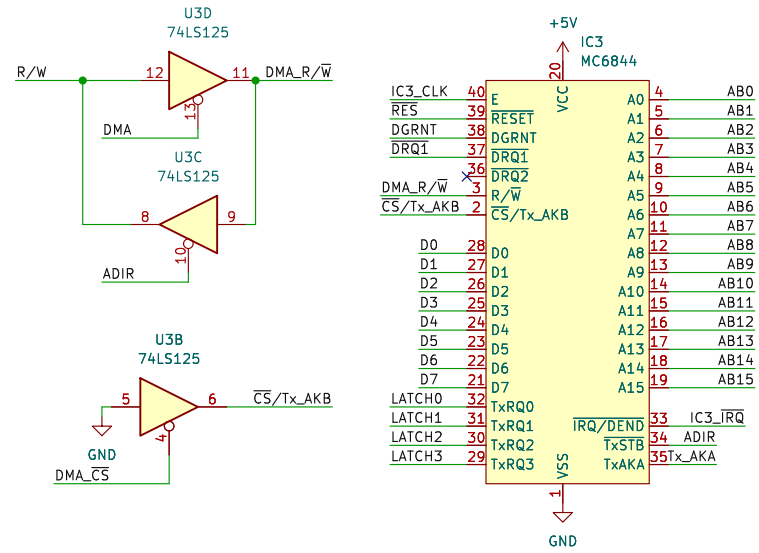 U3D
74LS125
R/W
12
11
DMA_R/W
13
DMA
U3C
74LS125
8
9
10
ADIR
U3B
74LS125
5
6
CS/Tx_AKB
4
GND
DMA_CS
+5V
IC3
MC6844
20
VCC
IC3_CLK 40 E A0 4 AB0
RES 39 RESET A1 5 AB1
DGRNT 38 DGRNT A2 6 AB2
DRQ1 37 DRQ1 A3 7 AB3
36 DRQ2 A4 8 AB4
DMA_R/W 3 R/W A5 9 AB5
CS/Tx_AKB 2 CS/Tx_AKB A6 10 AB6
A7 11 AB7
D0 28 D0 A8 12 AB8
D1 27 D1 A9 13 AB9
D2 26 D2 A10 14 AB10
D3 25 D3 A11 15 AB11
D4 24 D4 A12 16 AB12
D5 23 D5 A13 17 AB13
D6 22 D6 A14 18 AB14
D7 21 D7 A15 19 AB15
LATCH0 32 TxRQ0
LATCH1 31 TxRQ1 IRQ/DEND 33 IC3_IRQ
LATCH2 30 TxRQ2 TxSTB 34 ADIR
LATCH3 29 TxRQ3 TxAKA 35 Tx_AKA
VSS
1
GND